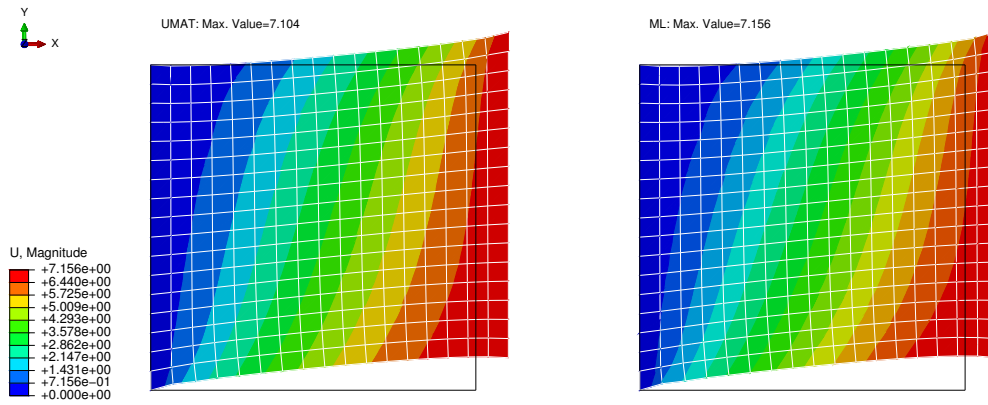 Y
X
UMAT: Max. Value=7.104
ML: Max. Value=7.156
U, Magnitude
+7.156e+00
+6.440e+00
+5.725e+00
+5.009e+00
+4.293e+00
+3.578e+00
+2.862e+00
+2.147e+00
+1.431e+00
+7.156e−01
+0.000e+00